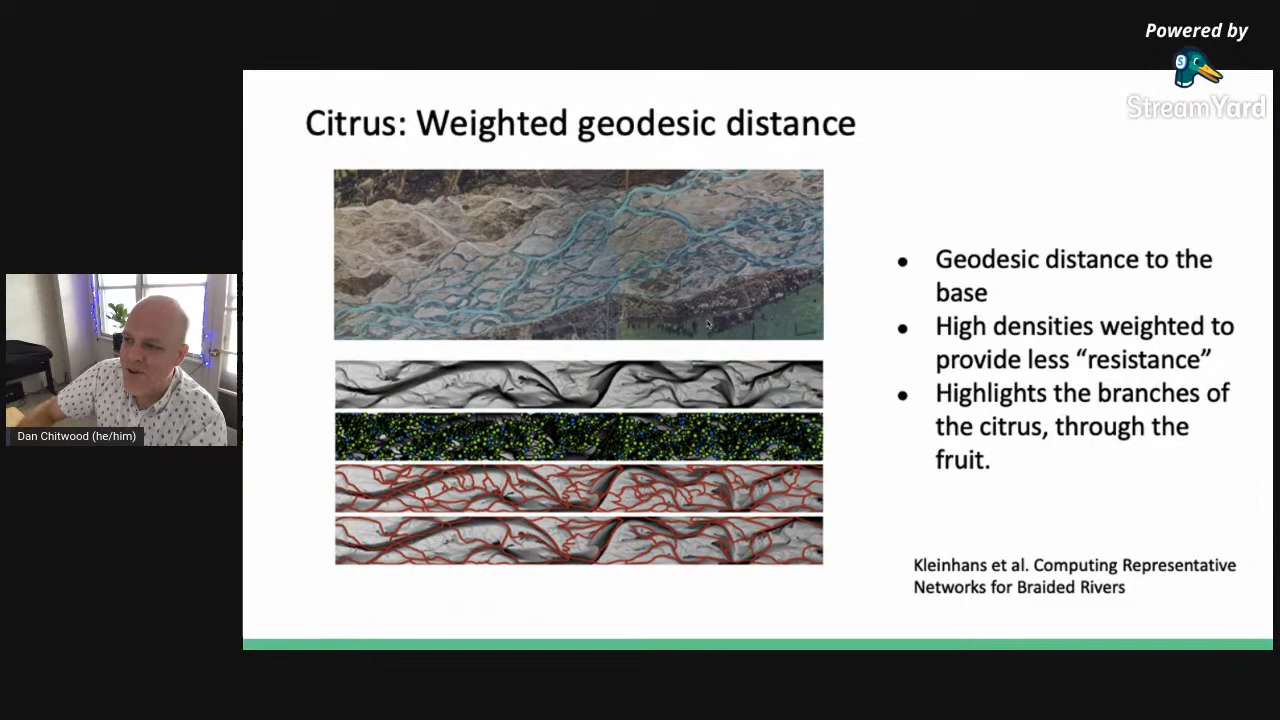 Powered by
StreamYard
Citrus: Weighted geodesic distance
Geodesic distance to the
base
High densities weighted to
provide less “resistance”
Highlights the branches of
the citrus, through the
fruit.
Dan Chitwood (he/him)
Kleinhans et al. Computing Representative
Networks for Braided Rivers